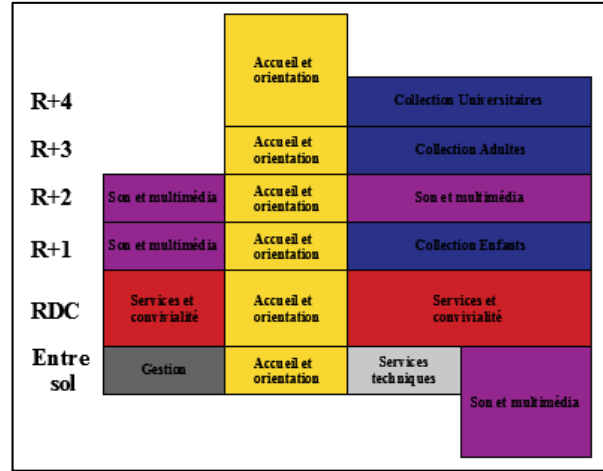 Accueil et
orientation
R+4
Collection Universitaires
R+3
Accueil et
orientation
Collection Adultes
R+2
Son et multimédia
Accueil et
orientation
Son et multimédia
R+1
Son et multimédia
Accueil et
orientation
Collection Enfants
RDC
Services et
convivialité
Accueil et
orientation
Services et
convivialité
Entre
sol
Gestion
Accueil et
orientation
Services
techniques
Son et multimédia